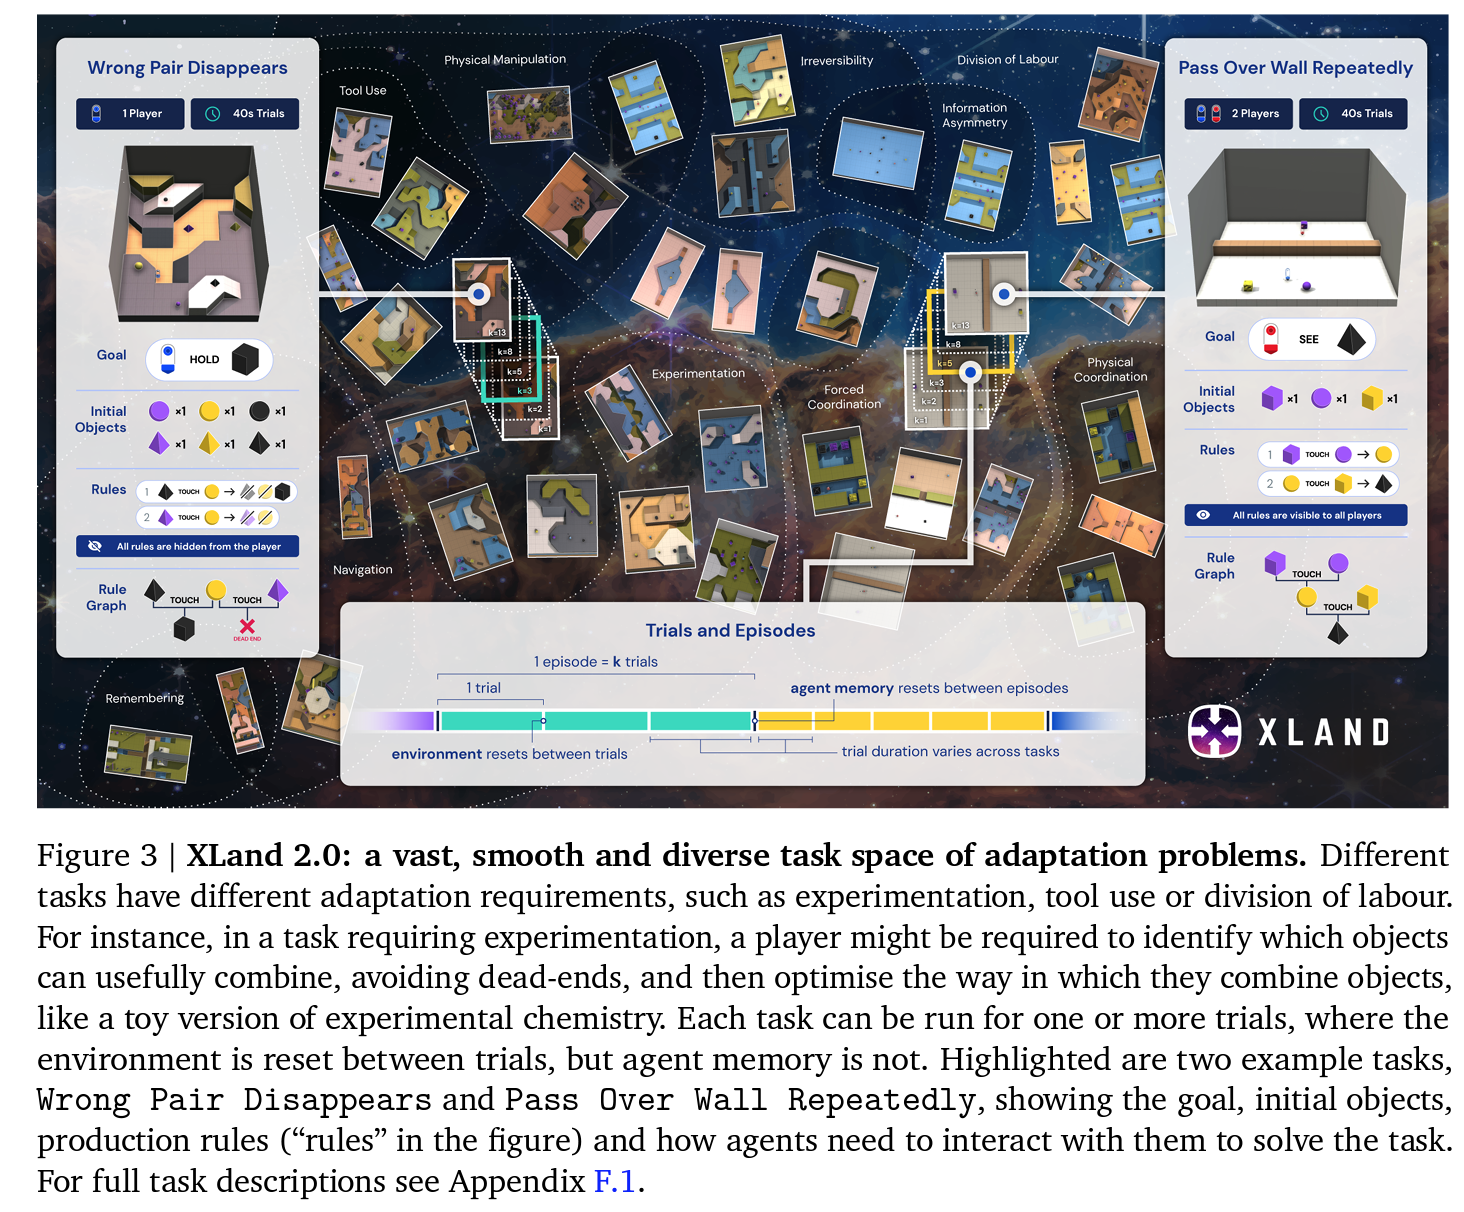 Wrong Pair Disappears
1 Player
40s Trials
Goal
HOLD
Initial
Objects
×1 ×1 ×1
×1 ×1 ×1
Rules
1 TOUCH
2 TOUCH
All rules are hidden from the player
Rule
Graph
TOUCH TOUCH
DEAD END
Tool Use
Physical Manipulation
Irreversibility
Division of Labour
Information
Asymmetry
k=13
k=8
k=5
k=3
k=2
k=1
Experimentation
Forced
Coordination
k=13
k=8
k=5
k=3
k=2
k=1
Physical
Coordination
Navigation
Remembering
Pass Over Wall Repeatedly
2 Players
40s Trials
Goal
SEE
Initial
Objects
×1 ×1 ×1
Rules
1 TOUCH
2 TOUCH
All rules are visible to all players
Rule
Graph
TOUCH
TOUCH
Trials and Episodes
1 episode = k trials
1 trial
agent memory resets between episodes
environment resets between trials
trial duration varies across tasks
XLAND
Figure 3 | XLand 2.0: a vast, smooth and diverse task space of adaptation problems. Different
tasks have different adaptation requirements, such as experimentation, tool use or division of labour.
For instance, in a task requiring experimentation, a player might be required to identify which objects
can usefully combine, avoiding dead-ends, and then optimise the way in which they combine objects,
like a toy version of experimental chemistry. Each task can be run for one or more trials, where the
environment is reset between trials, but agent memory is not. Highlighted are two example tasks,
Wrong Pair Disappears and Pass Over Wall Repeatedly, showing the goal, initial objects,
production rules (“rules” in the figure) and how agents need to interact with them to solve the task.
For full task descriptions see Appendix F.1.